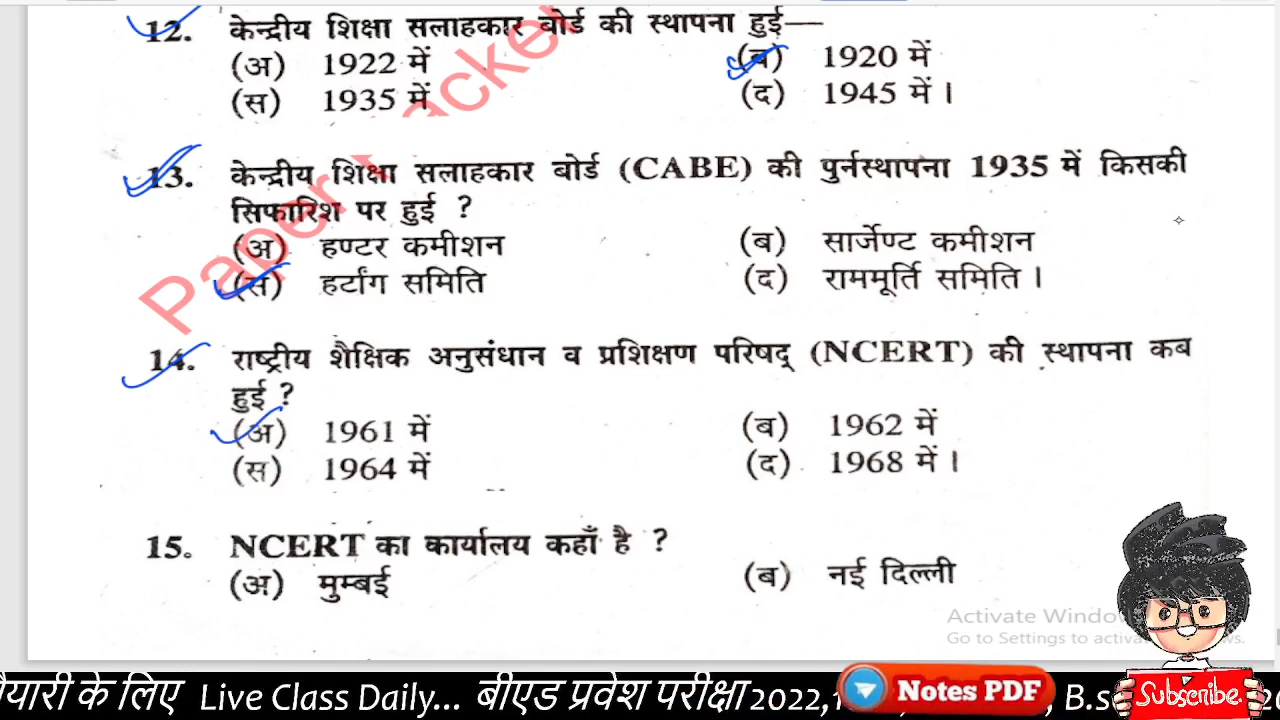 12. केन्द्रीय शिक्षा सलाहकार बोर्ड की स्थापना हुई—
(अ) 1922 में (ब) 1920 में
(स) 1935 में (द) 1945 में।
13. केन्द्रीय शिक्षा सलाहकार बोर्ड (CABE) की पुर्नस्थापना 1935 में किसकी
सिफारिश पर हुई ?
(अ) हण्टर कमीशन (ब) सार्जेण्ट कमीशन
(स) हर्टांग समिति (द) राममूर्ति समिति।
14. राष्ट्रीय शैक्षिक अनुसंधान व प्रशिक्षण परिषद् (NCERT) की स्थापना कब
हुई ?
(अ) 1961 में (ब) 1962 में
(स) 1964 में (द) 1968 में।
15. NCERT का कार्यालय कहाँ है ?
(अ) मुम्बई (ब) नई दिल्ली
Paper
Activate
Go to Settings to
के लिए Live Class Daily... बीएड प्रवेश परीक्षा 2022,
Notes PDF
Subscribe